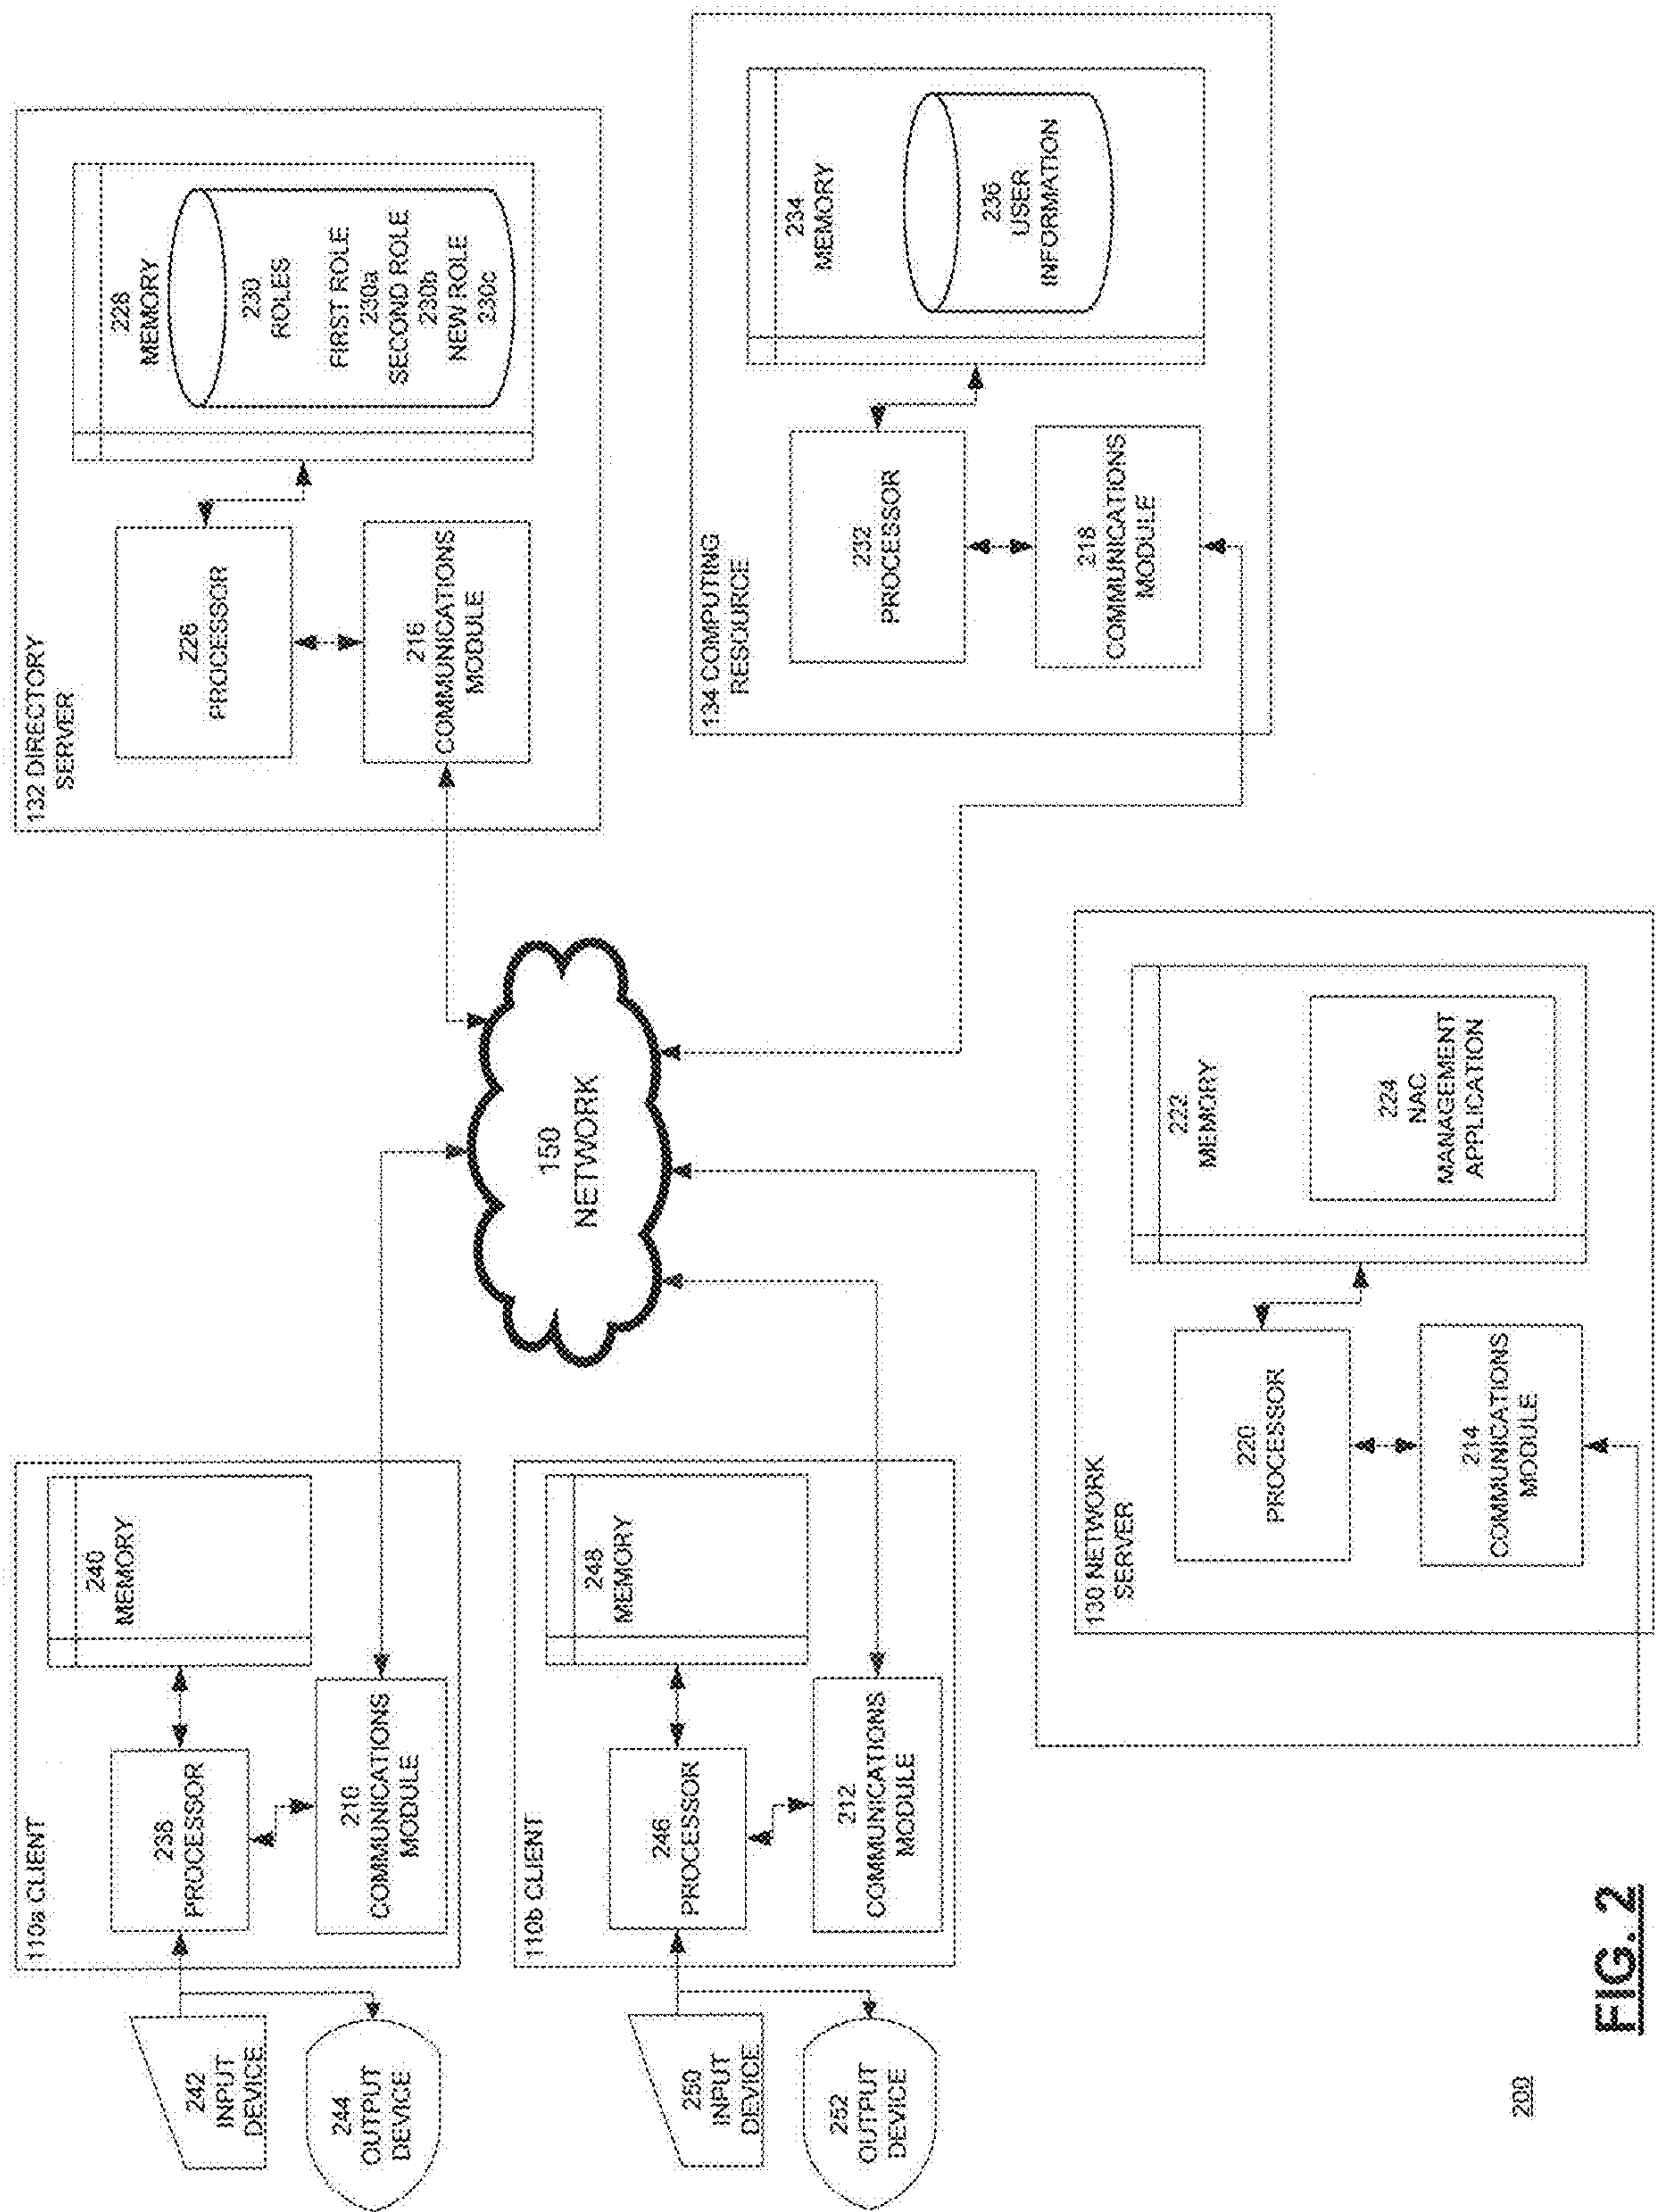 110a CLIENT
242
INPUT
DEVICE
244
OUTPUT
DEVICE
238
PROCESSOR
240
MEMORY
210
COMMUNICATIONS
MODULE
110b CLIENT
250
INPUT
DEVICE
252
OUTPUT
DEVICE
246
PROCESSOR
248
MEMORY
212
COMMUNICATIONS
MODULE
150
NETWORK
132 DIRECTORY
SERVER
226
PROCESSOR
216
COMMUNICATIONS
MODULE
228
MEMORY
230
ROLES
FIRST ROLE
230a
SECOND ROLE
230b
NEW ROLE
230c
134 COMPUTING
RESOURCE
232
PROCESSOR
218
COMMUNICATIONS
MODULE
234
MEMORY
236
USER
INFORMATION
130 NETWORK
SERVER
220
PROCESSOR
214
COMMUNICATIONS
MODULE
222
MEMORY
224
NAC
MANAGEMENT
APPLICATION
200
FIG. 2